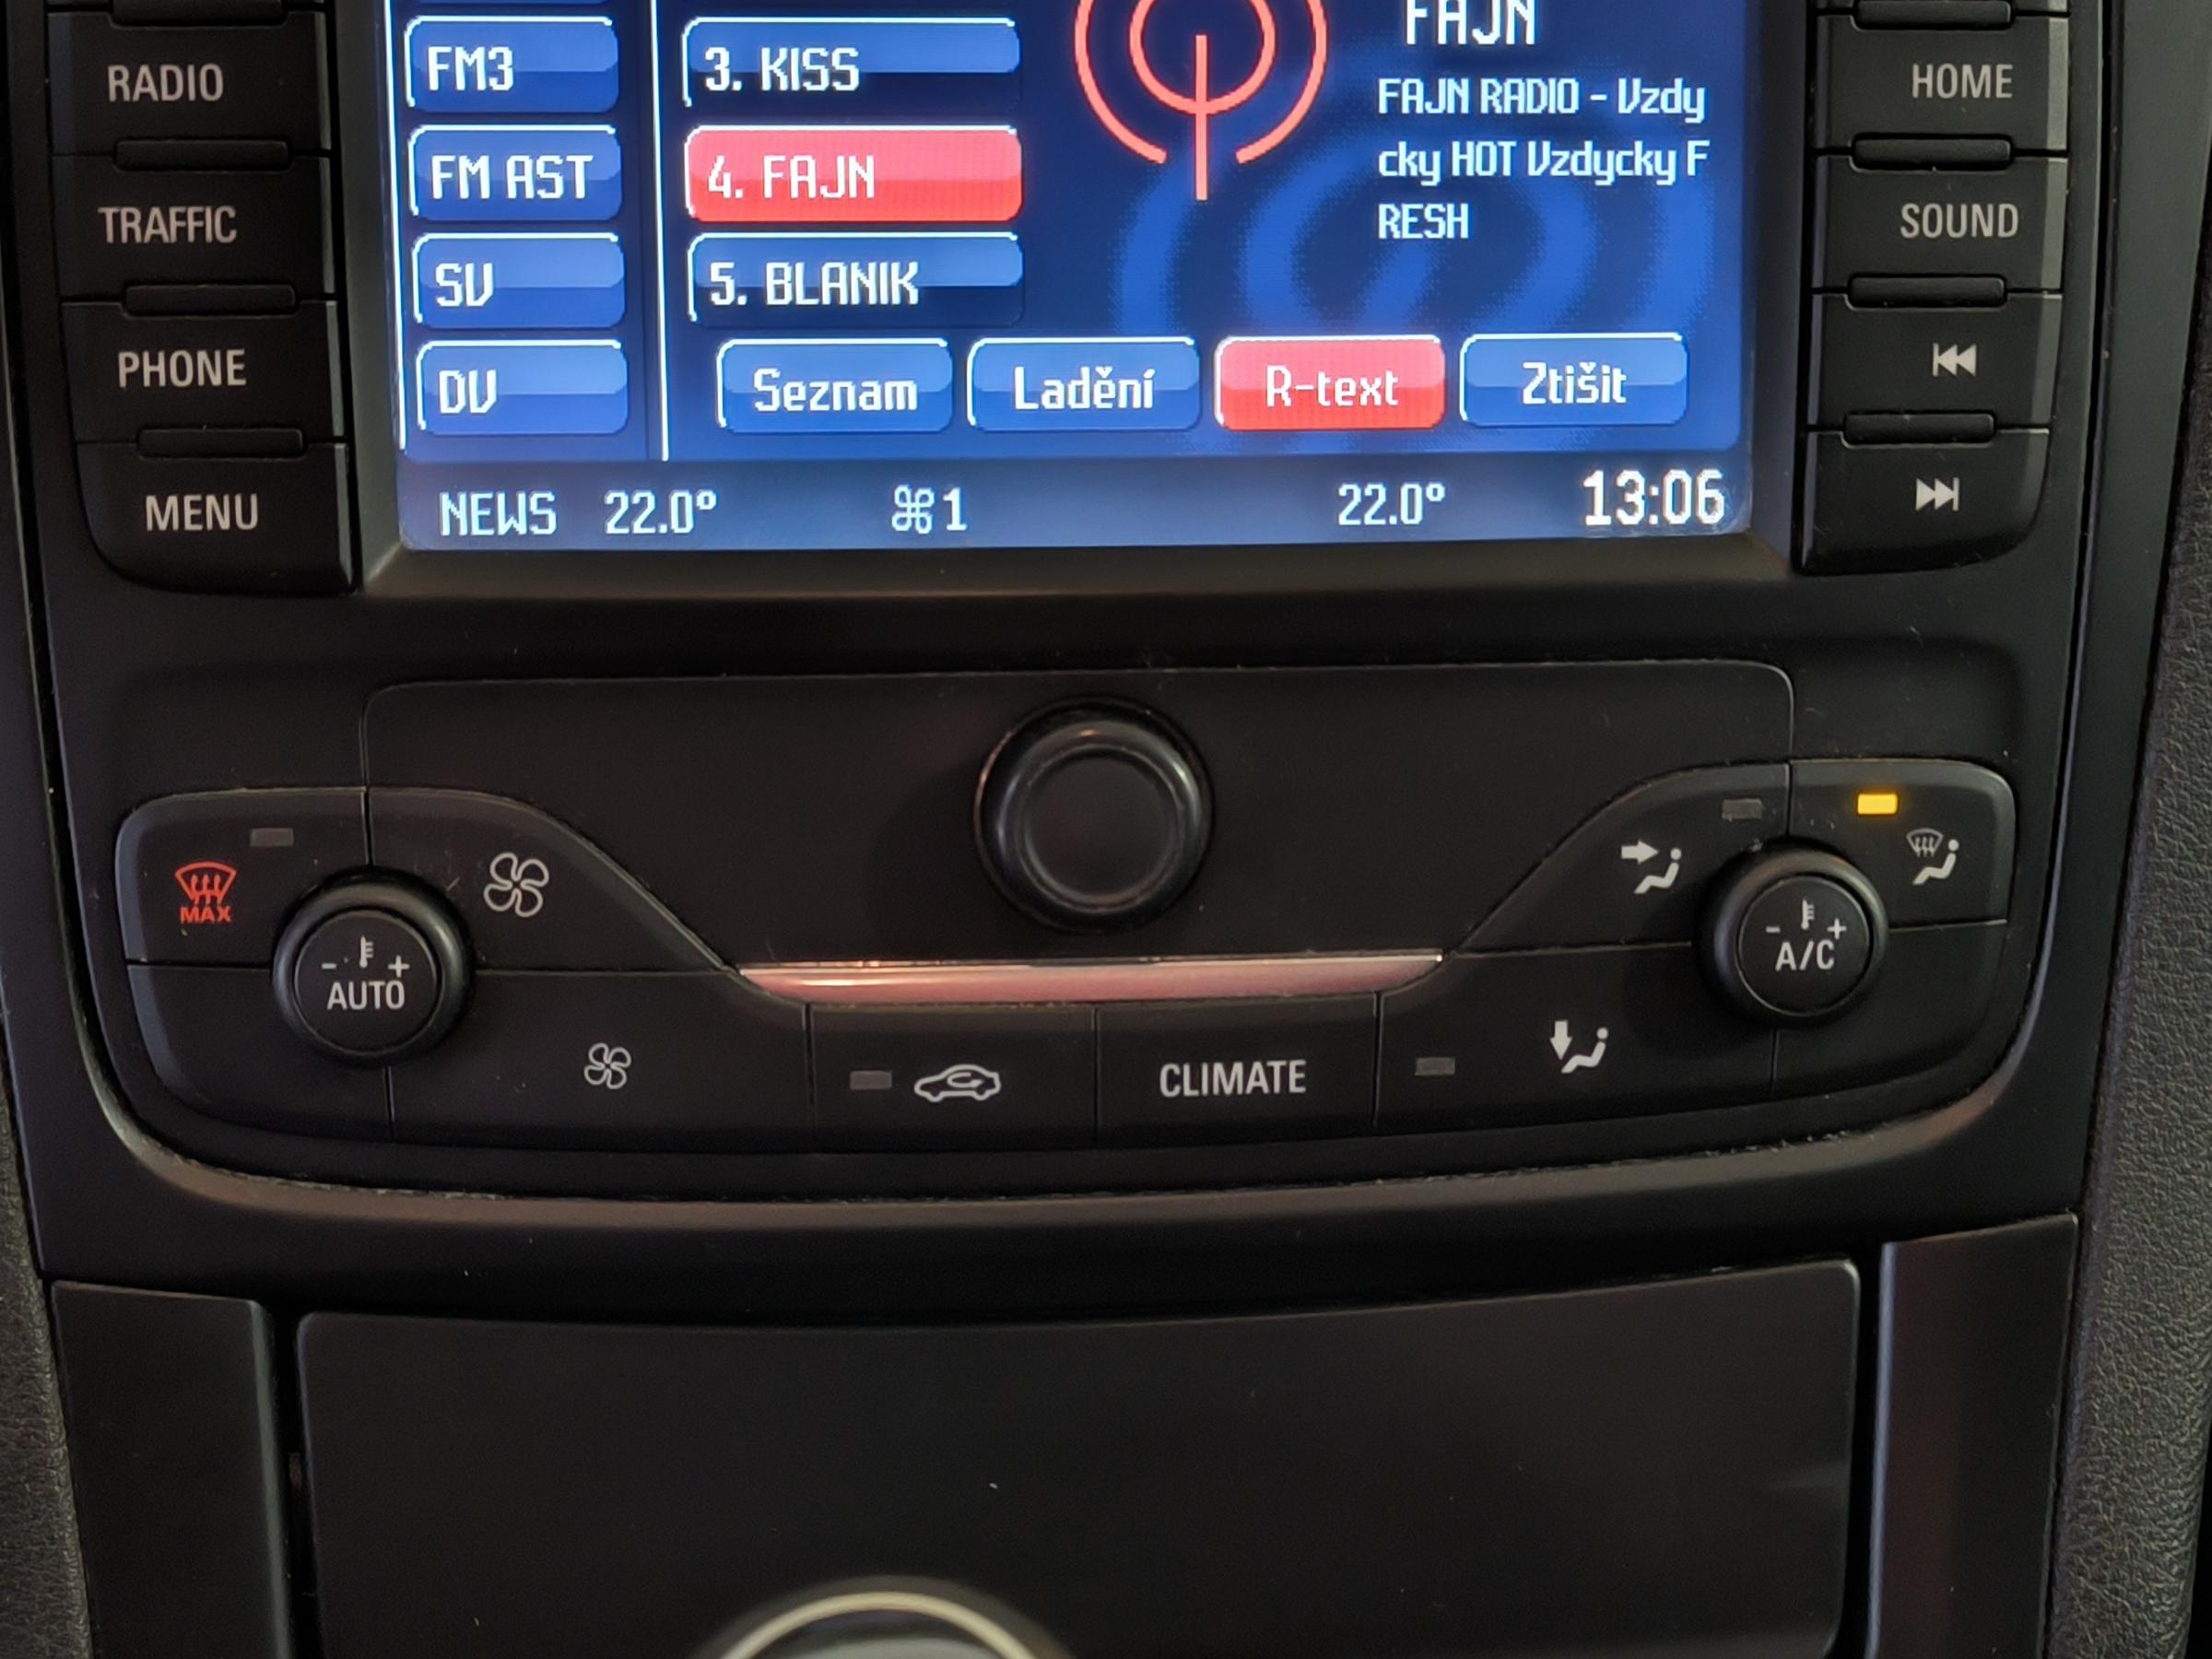 RADIO
TRAFFIC
PHONE
MENU
FM3
FM AST
SV
DV
3. KISS
4. FAJN
5. BLANIK
FAJN
FAJN RADIO - Vzdy
cky HOT Vzdycky F
RESH
Seznam
Ladění
R-text
Ztišit
NEWS 22.0° ⌘1 22.0° 13:06
HOME
SOUND
MAX
- +
AUTO
- +
A/C
CLIMATE